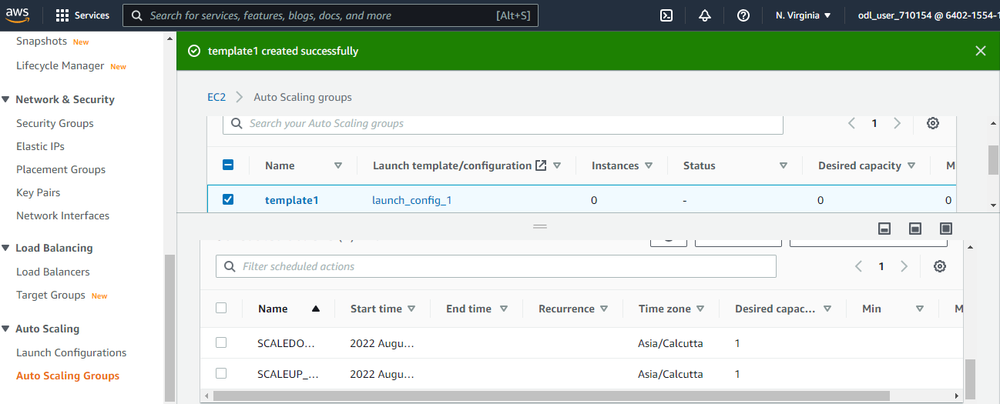 aws Services Search for services, features, blogs, docs, and more [Alt+S] N. Virginia odl_user_710154 @ 6402-1554-1
Snapshots New
Lifecycle Manager New
Network & Security
Security Groups
Elastic IPs
Placement Groups
Key Pairs
Network Interfaces
Load Balancing
Load Balancers
Target Groups New
Auto Scaling
Launch Configurations
Auto Scaling Groups
template1 created successfully
EC2 Auto Scaling groups
Search your Auto Scaling groups 1
Name Launch template/configuration Instances Status Desired capacity M
template1 launch_config_1 0 - 0 0
Filter scheduled actions 1
Name Start time End time Recurrence Time zone Desired capac... Min M
SCALEDO... 2022 Augu... Asia/Calcutta 1
SCALEUP_... 2022 Augu... Asia/Calcutta 1